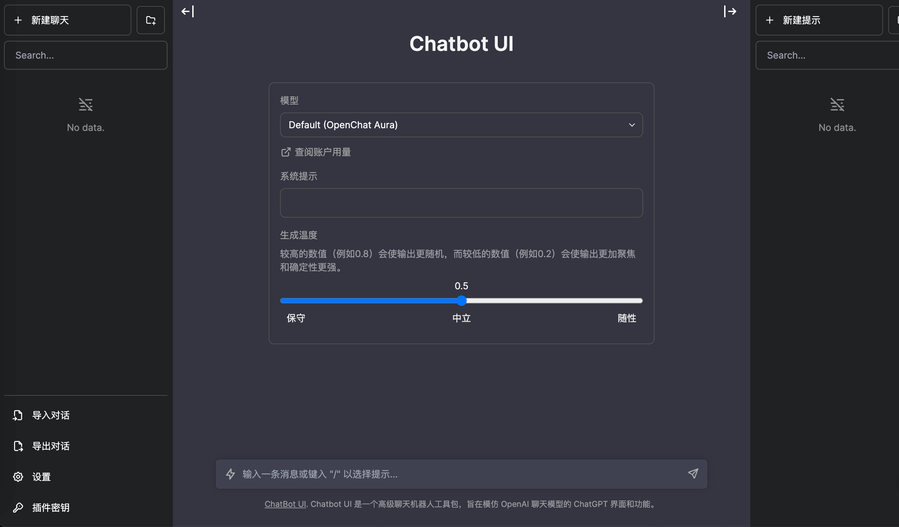 新建聊天
Search...
No data.
导入对话
导出对话
设置
插件密钥
Chatbot UI
模型
Default (OpenChat Aura)
查阅账户用量
系统提示
生成温度
较高的数值（例如0.8）会使输出更随机，而较低的数值（例如0.2）会使输出更加聚焦
和确定性更强。
0.5
保守 中立 随性
输入一条消息或键入 "/" 以选择提示...
ChatBot UI. Chatbot UI 是一个高级聊天机器人工具包，旨在模仿 OpenAI 聊天模型的 ChatGPT 界面和功能。
新建提示
Search...
No data.